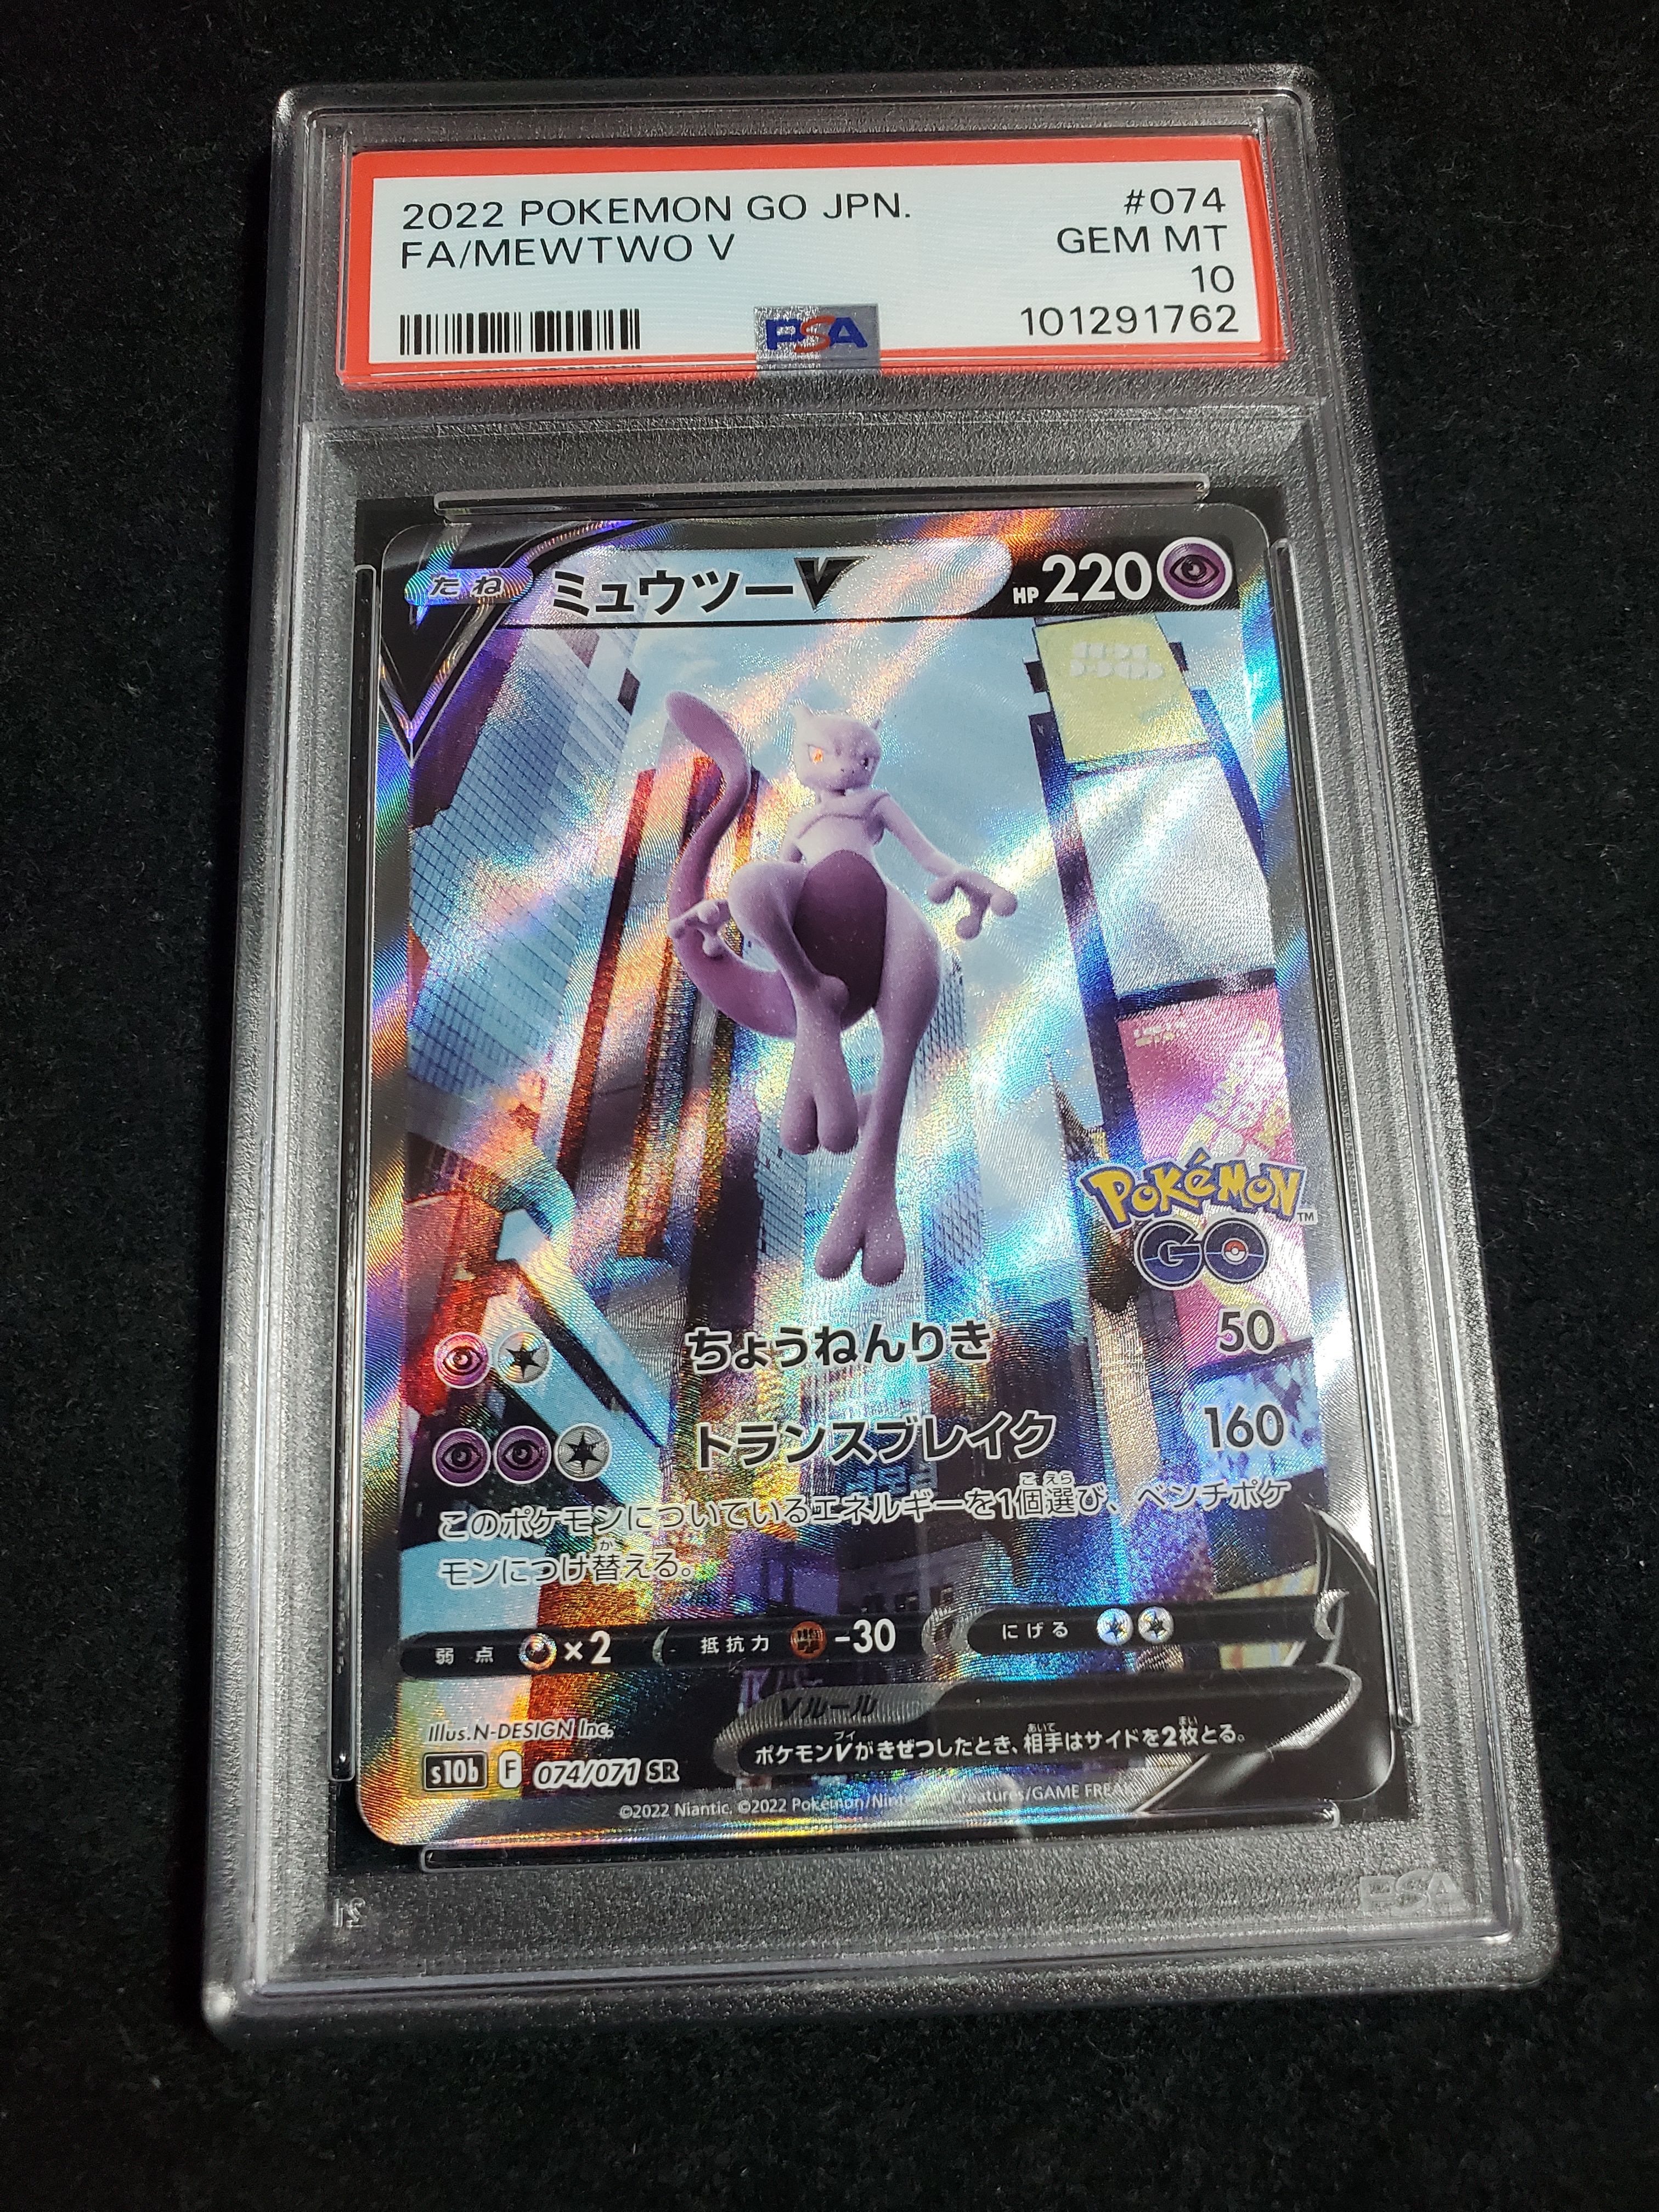 2022 POKEMON GO JPN.
#074
FA/MEWTWO V
GEM MT
10
PSA
101291762
たね
ミュウツーV
HP 220
Pokémon™
GO
ちょうねんりき
50
トランスブレイク
160
このポケモンについているエネルギーを1個選び、ベンチポケ
モンにつけ替える。
弱点 ×2
抵抗力 -30
にげる
Vルール
ポケモンVがきぜつしたとき、相手はサイドを2枚とる。
Illus. N-DESIGN Inc.
s10b F 074/071 SR
©2022 Niantic. ©2022 Pokémon/Creatures/GAME FREAK
PSA